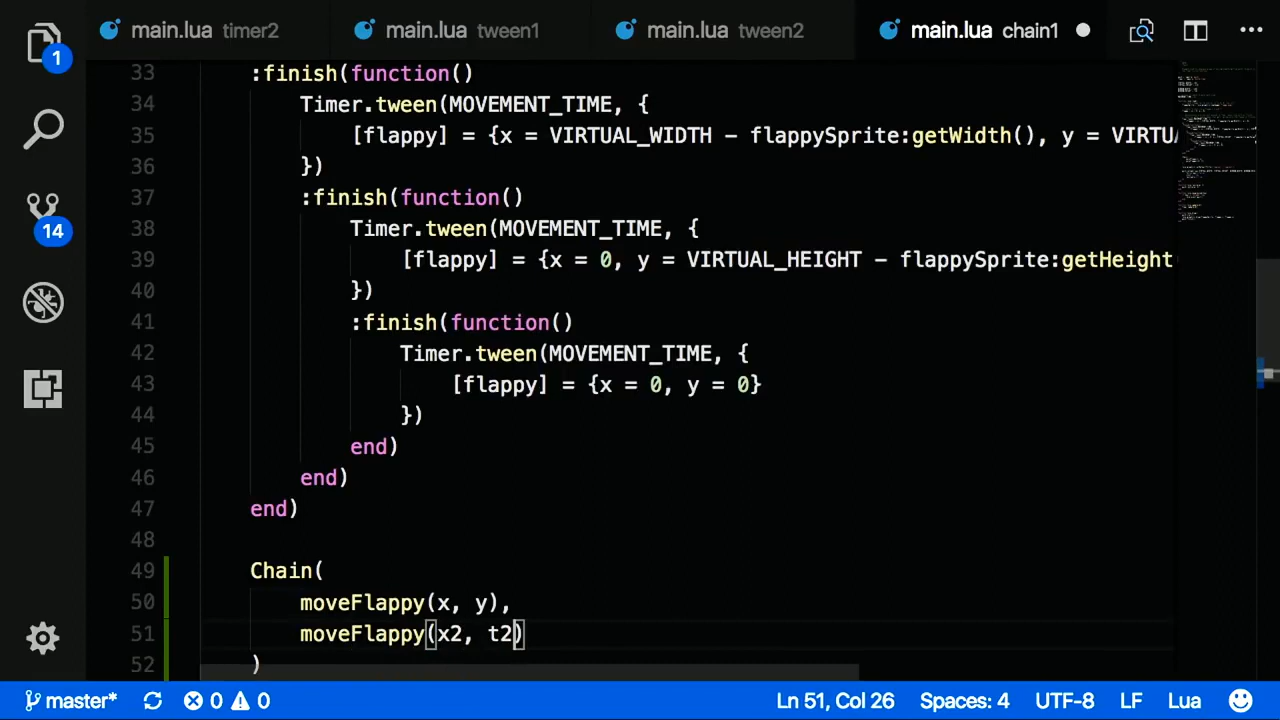 main.lua timer2 main.lua tween1 main.lua tween2 main.lua chain1
1
14
33 :finish(function()
34 Timer.tween(MOVEMENT_TIME, {
35 [flappy] = {x = VIRTUAL_WIDTH - flappySprite:getWidth(), y = VIRTUA
36 })
37 :finish(function()
38 Timer.tween(MOVEMENT_TIME, {
39 [flappy] = {x = 0, y = VIRTUAL_HEIGHT - flappySprite:getHeight
40 })
41 :finish(function()
42 Timer.tween(MOVEMENT_TIME, {
43 [flappy] = {x = 0, y = 0}
44 })
45 end)
46 end)
47 end)
48
49 Chain(
50 moveFlappy(x, y),
51 moveFlappy(x2, t2)
52 )
master* 0 0 Ln 51, Col 26 Spaces: 4 UTF-8 LF Lua